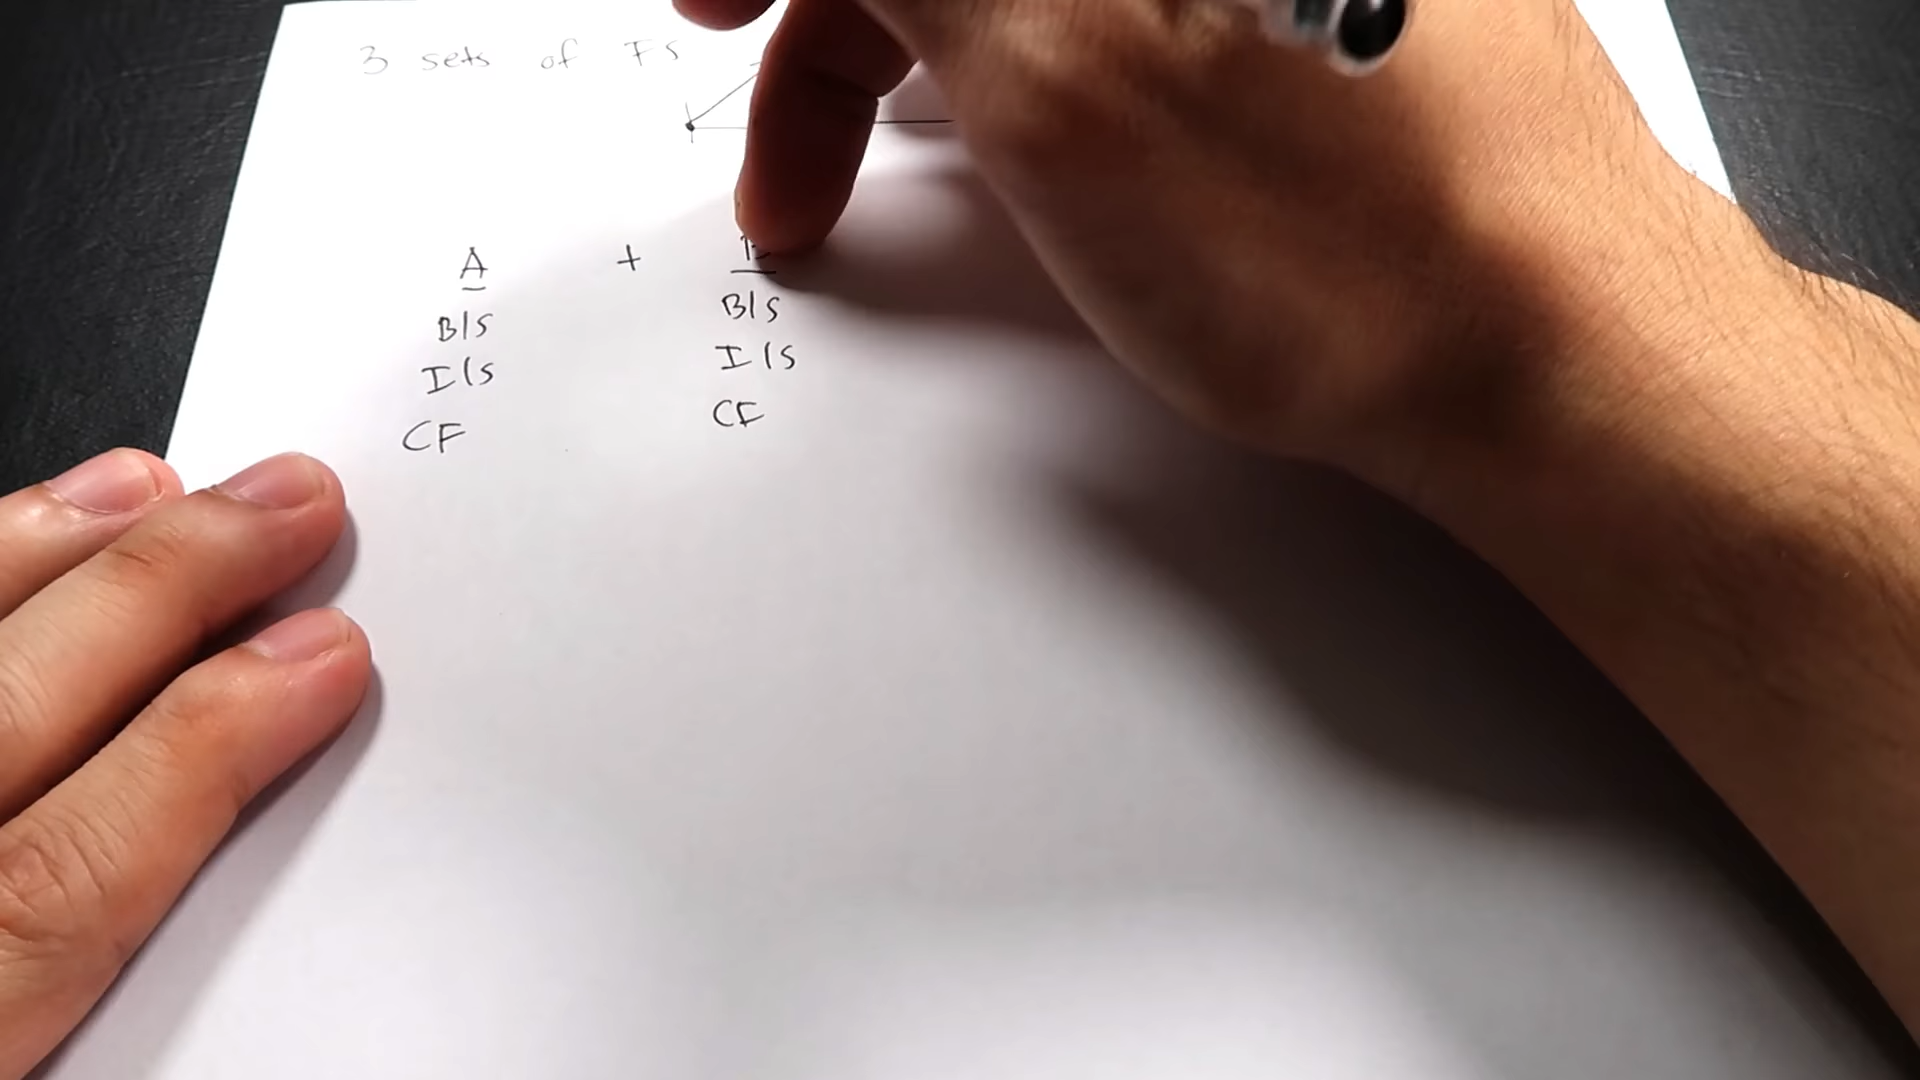 3 sets of FS
A + B
B/S B/S
I/S I/S
CF CF